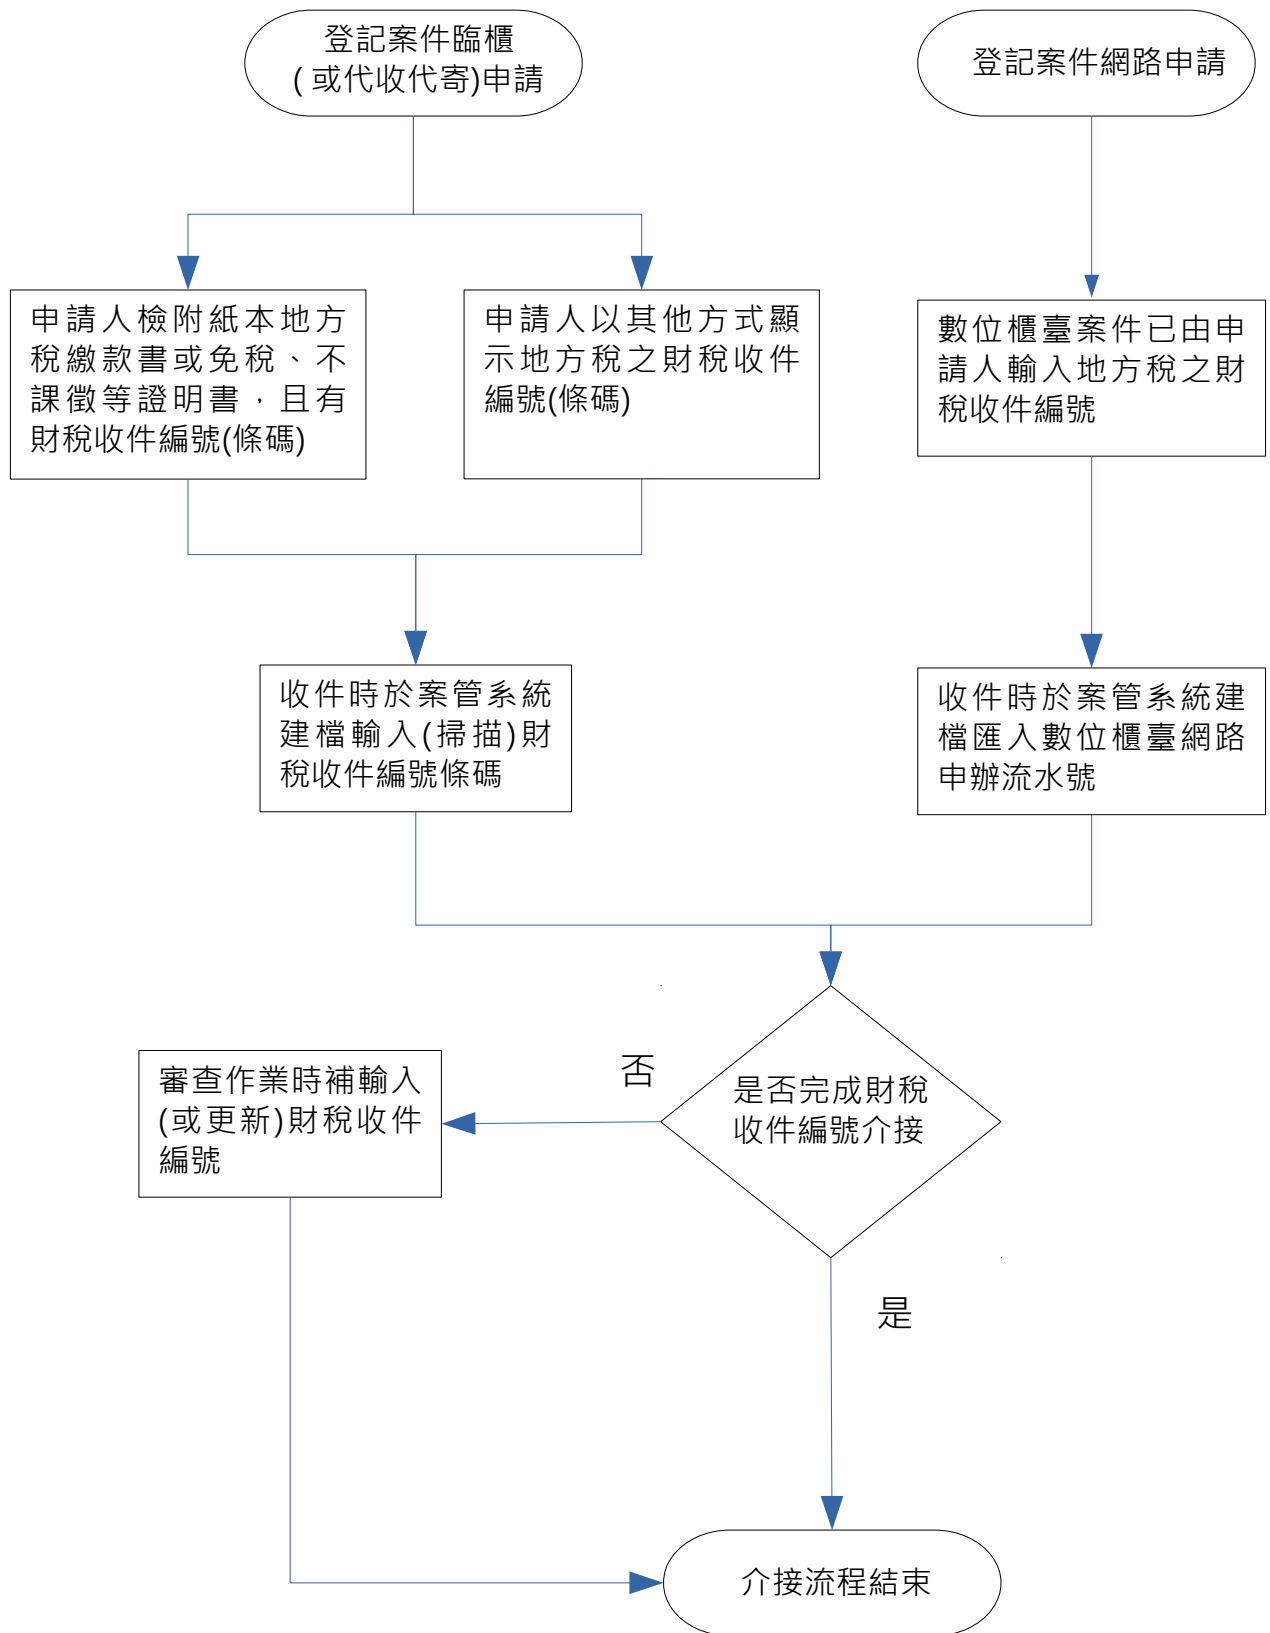 登記案件臨櫃
( 或代收代寄)申請
登記案件網路申請
申請人檢附紙本地方
稅繳款書或免稅、不
課徵等證明書，且有
財稅收件編號(條碼)
申請人以其他方式顯
示地方稅之財稅收件
編號(條碼)
數位櫃臺案件已由申
請人輸入地方稅之財
稅收件編號
收件時於案管系統
建檔輸入(掃描)財
稅收件編號條碼
收件時於案管系統建
檔匯入數位櫃臺網路
申辦流水號
否
審查作業時補輸入
(或更新)財稅收件
編號
是否完成財稅
收件編號介接
是
介接流程結束